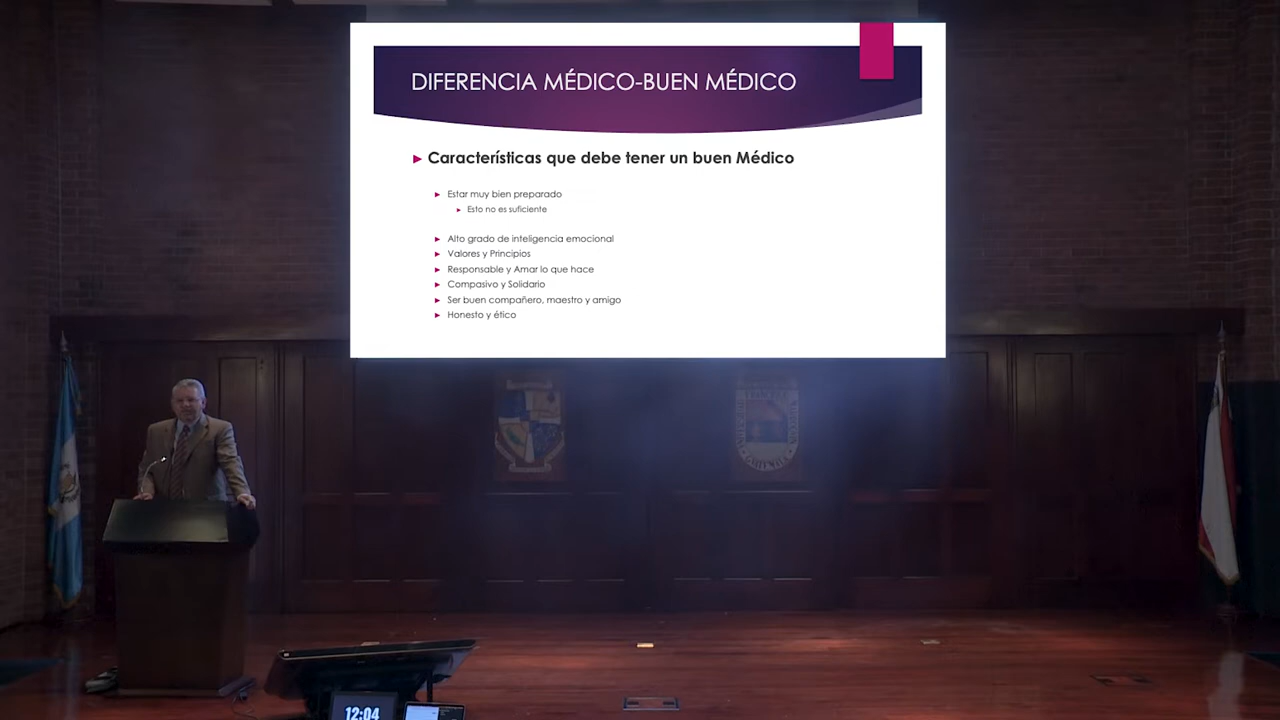 DIFERENCIA MÉDICO-BUEN MÉDICO
Características que debe tener un buen Médico
Estar muy bien preparado
Esto no es suficiente
Alto grado de inteligencia emocional
Valores y Principios
Responsable y Amar lo que hace
Compasivo y Solidario
Ser buen compañero, maestro y amigo
Honesto y ético
12:04